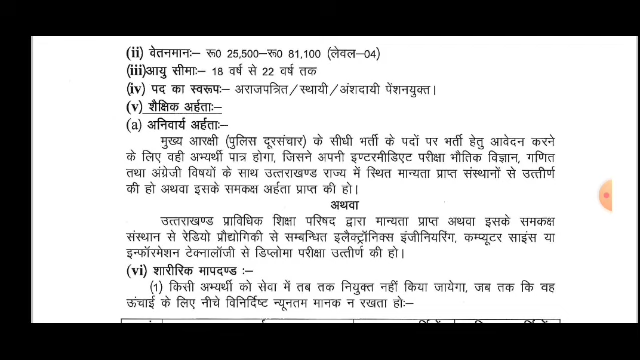 (ii) वेतनमानः- रू0 25,500-रू0 81,100 (लेवल-04)
(iii)आयु सीमाः- 18 वर्ष से 22 वर्ष तक
(iv) पद का स्वरूपः- अराजपत्रित/स्थायी/अंशदायी पेंशनयुक्त।
(v) शैक्षिक अर्हताः-
(a) अनिवार्य अर्हताः-
मुख्य आरक्षी (पुलिस दूरसंचार) के सीधी भर्ती के पदों पर भर्ती हेतु आवेदन करने
के लिए वही अभ्यर्थी पात्र होगा, जिसने अपनी इण्टरमीडिएट परीक्षा भौतिक विज्ञान, गणित
तथा अंग्रेजी विषयों के साथ उत्तराखण्ड राज्य में स्थित मान्यता प्राप्त संस्थानों से उत्तीर्ण
की हो अथवा इसके समकक्ष अर्हता प्राप्त की हो।
अथवा
उत्तराखण्ड प्राविधिक शिक्षा परिषद द्वारा मान्यता प्राप्त अथवा इसके समकक्ष
संस्थान से रेडियो प्रौद्योगिकी से सम्बन्धित इलैक्ट्रॉनिक्स इंजीनियरिंग, कम्प्यूटर साइंस या
इन्फॉरमेशन टेक्नालॉजी से डिप्लोमा परीक्षा उत्तीर्ण की हो।
(vi) शारीरिक मापदण्ड :-
(1) किसी अभ्यर्थी को सेवा में तब तक नियुक्त नहीं किया जायेगा, जब तक कि वह
ऊंचाई के लिए नीचे विनिर्दिष्ट न्यूनतम मानक न रखता होः-